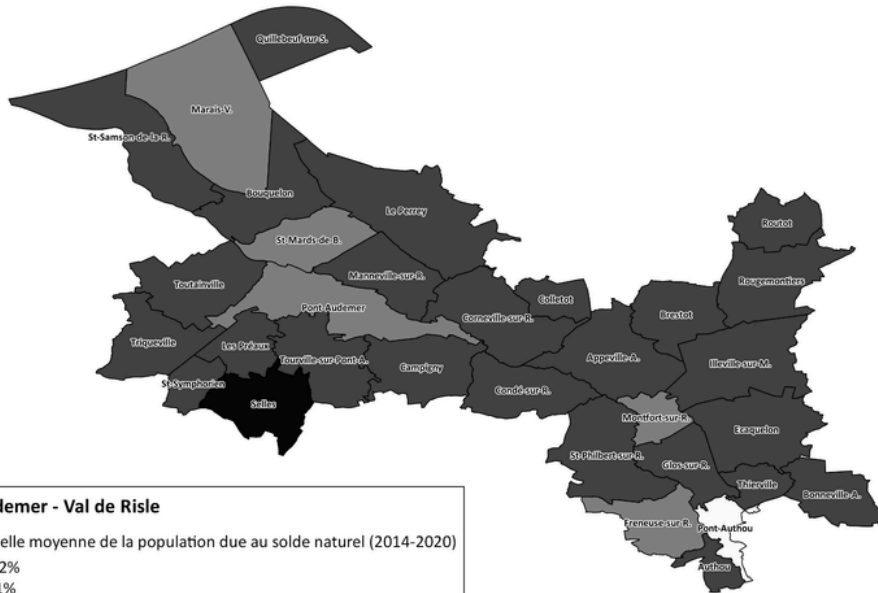 Quillebeuf-sur-S.
Marais-V.
St-Samson-de-la-R.
Bouquelon
Le Perrey
Routot
St-Mards-de-B.
Manneville-sur-R.
Rougemontiers
Toutainville
Colletot
Pont-Audemer
Corneville-sur-R.
Brestot
Triqueville
Les Préaux
Tourville-sur-Pont-A.
Campigny
Appeville-A.
Illeville-sur-M.
St-Symphorien
Selles
Condé-sur-R.
Montfort-sur-R.
Ecaquelon
St-Philbert-sur-R.
Glos-sur-R.
Thierville
Bonneville-A.
Freneuse-sur-R.
Pont-Authou
Authou
demer - Val de Risle
elle moyenne de la population due au solde naturel (2014-2020)
2%
1%